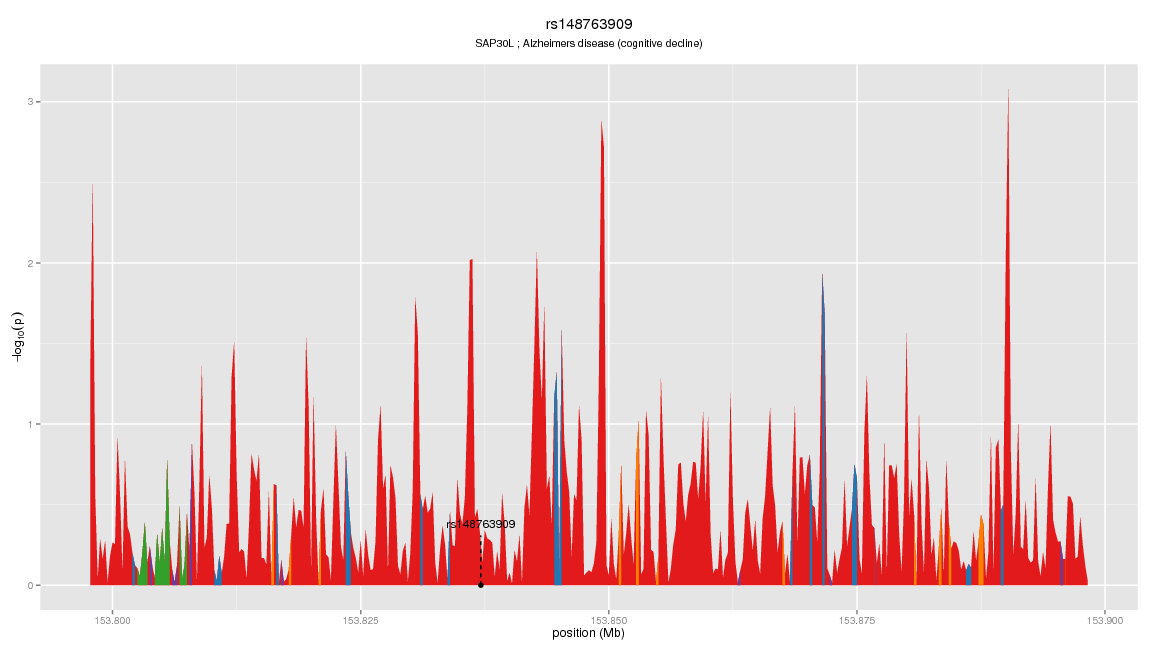 rs148763909
SAP30L ; Alzheimers disease (cognitive decline)
3
2
1
0
−log10(p)
rs148763909
153.800
153.825
153.850
153.875
153.900
position (Mb)